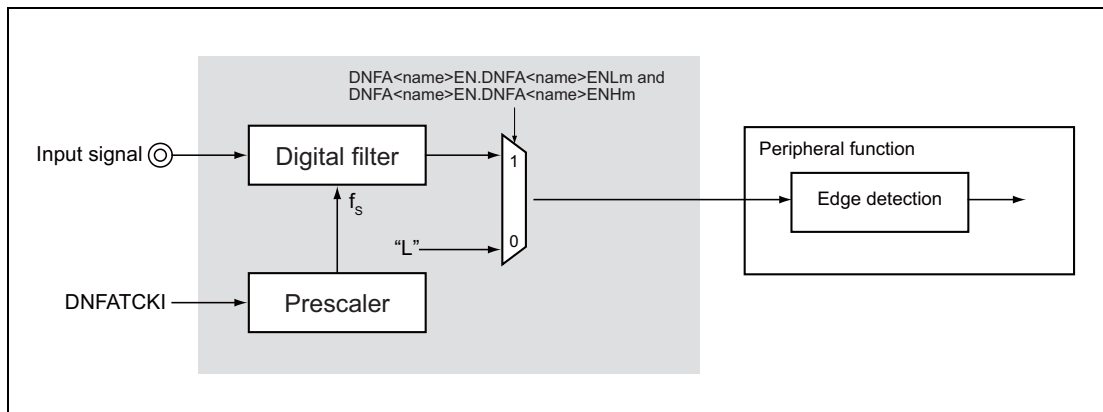 DNFA<name>EN.DNFA<name>ENLm and
DNFA<name>EN.DNFA<name>ENHm
Input signal
Digital filter
1
Peripheral function
Edge detection
fs
“L”
0
DNFATCKI
Prescaler